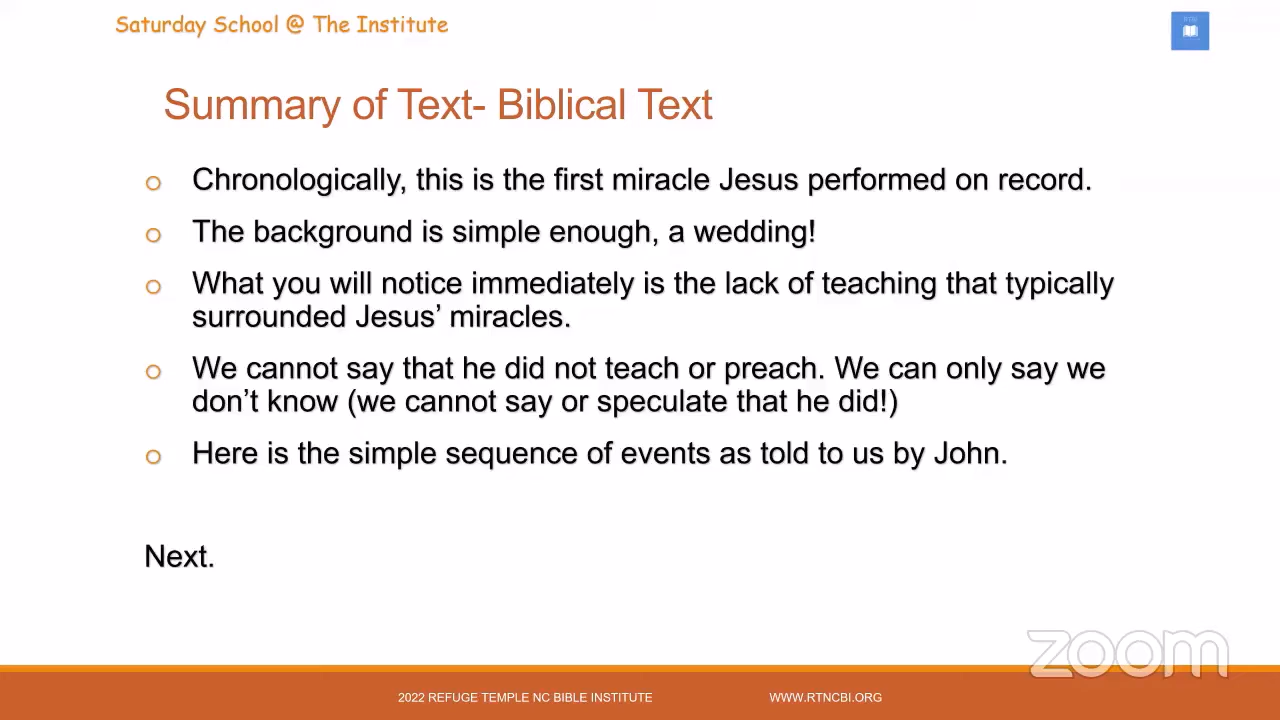 Saturday School @ The Institute
Summary of Text- Biblical Text
Chronologically, this is the first miracle Jesus performed on record.
The background is simple enough, a wedding!
What you will notice immediately is the lack of teaching that typically
surrounded Jesus’ miracles.
We cannot say that he did not teach or preach. We can only say we
don’t know (we cannot say or speculate that he did!)
Here is the simple sequence of events as told to us by John.
Next.
zoom
2022 REFUGE TEMPLE NC BIBLE INSTITUTE WWW.RTNCBI.ORG